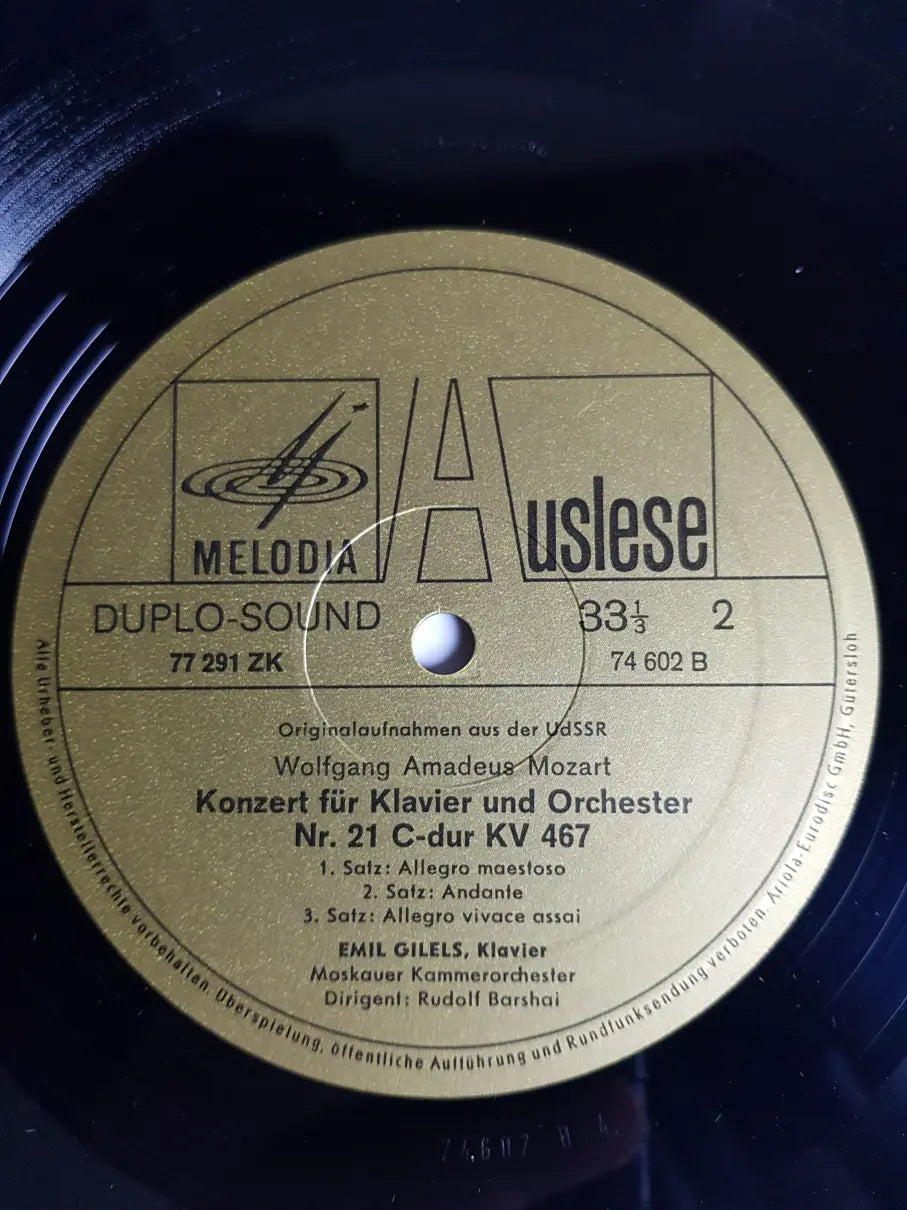 MELODIA
Auslese
DUPLO-SOUND
33⅓ 2
77 291 ZK
74 602 B
Originalaufnahmen aus der UdSSR
Wolfgang Amadeus Mozart
Konzert für Klavier und Orchester
Nr. 21 C-dur KV 467
1. Satz: Allegro maestoso
2. Satz: Andante
3. Satz: Allegro vivace assai
EMIL GILELS, Klavier
Moskauer Kammerorchester
Dirigent: Rudolf Barshai
Alle Urheber- und Herstellerrechte vorbehalten. Überspielung, öffentliche Aufführung und Rundfunksendung verboten. Ariola-Eurodisc GmbH, Gütersloh